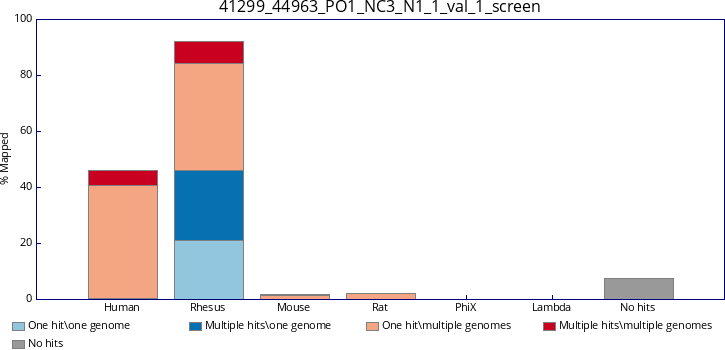 41299_44963_PO1_NC3_N1_1_val_1_screen
100
80
60
40
20
0
% Mapped
Human Rhesus Mouse Rat PhiX Lambda No hits
One hit\one genome Multiple hits\one genome One hit\multiple genomes Multiple hits\multiple genomes
No hits